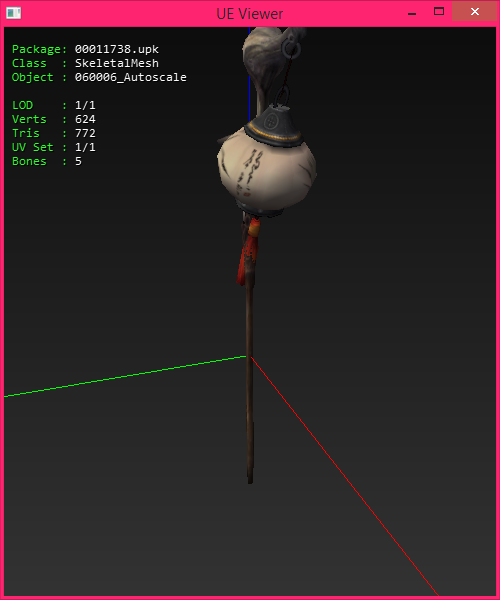 UE Viewer
Package: 00011738.upk
Class : SkeletalMesh
Object : 060006_Autoscale
LOD : 1/1
Verts : 624
Tris : 772
UV Set : 1/1
Bones : 5